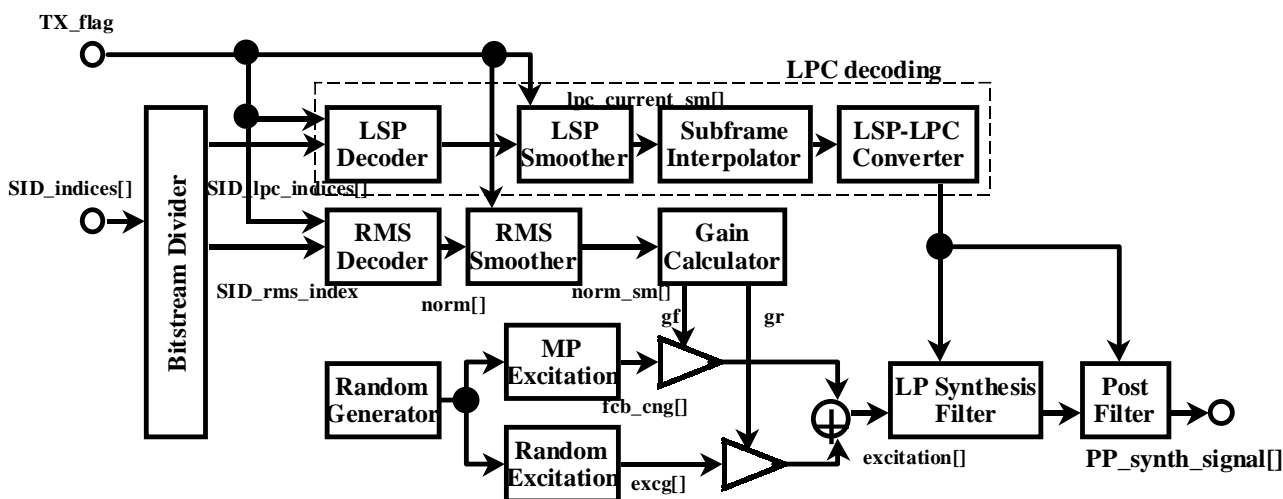 TX_flag
LPC decoding
lpc_current_sm[]
LSP
Decoder
LSP
Smoother
Subframe
Interpolator
LSP-LPC
Converter
SID_indices[]
Bitstream Divider
SID_lpc_indices[]
RMS
Decoder
RMS
Smoother
Gain
Calculator
SID_rms_index
norm[]
norm_sm[]
gf
gr
MP
Excitation
Random
Generator
fcb_cng[]
LP Synthesis
Filter
Post
Filter
Random
Excitation
excg[]
excitation[]
PP_synth_signal[]